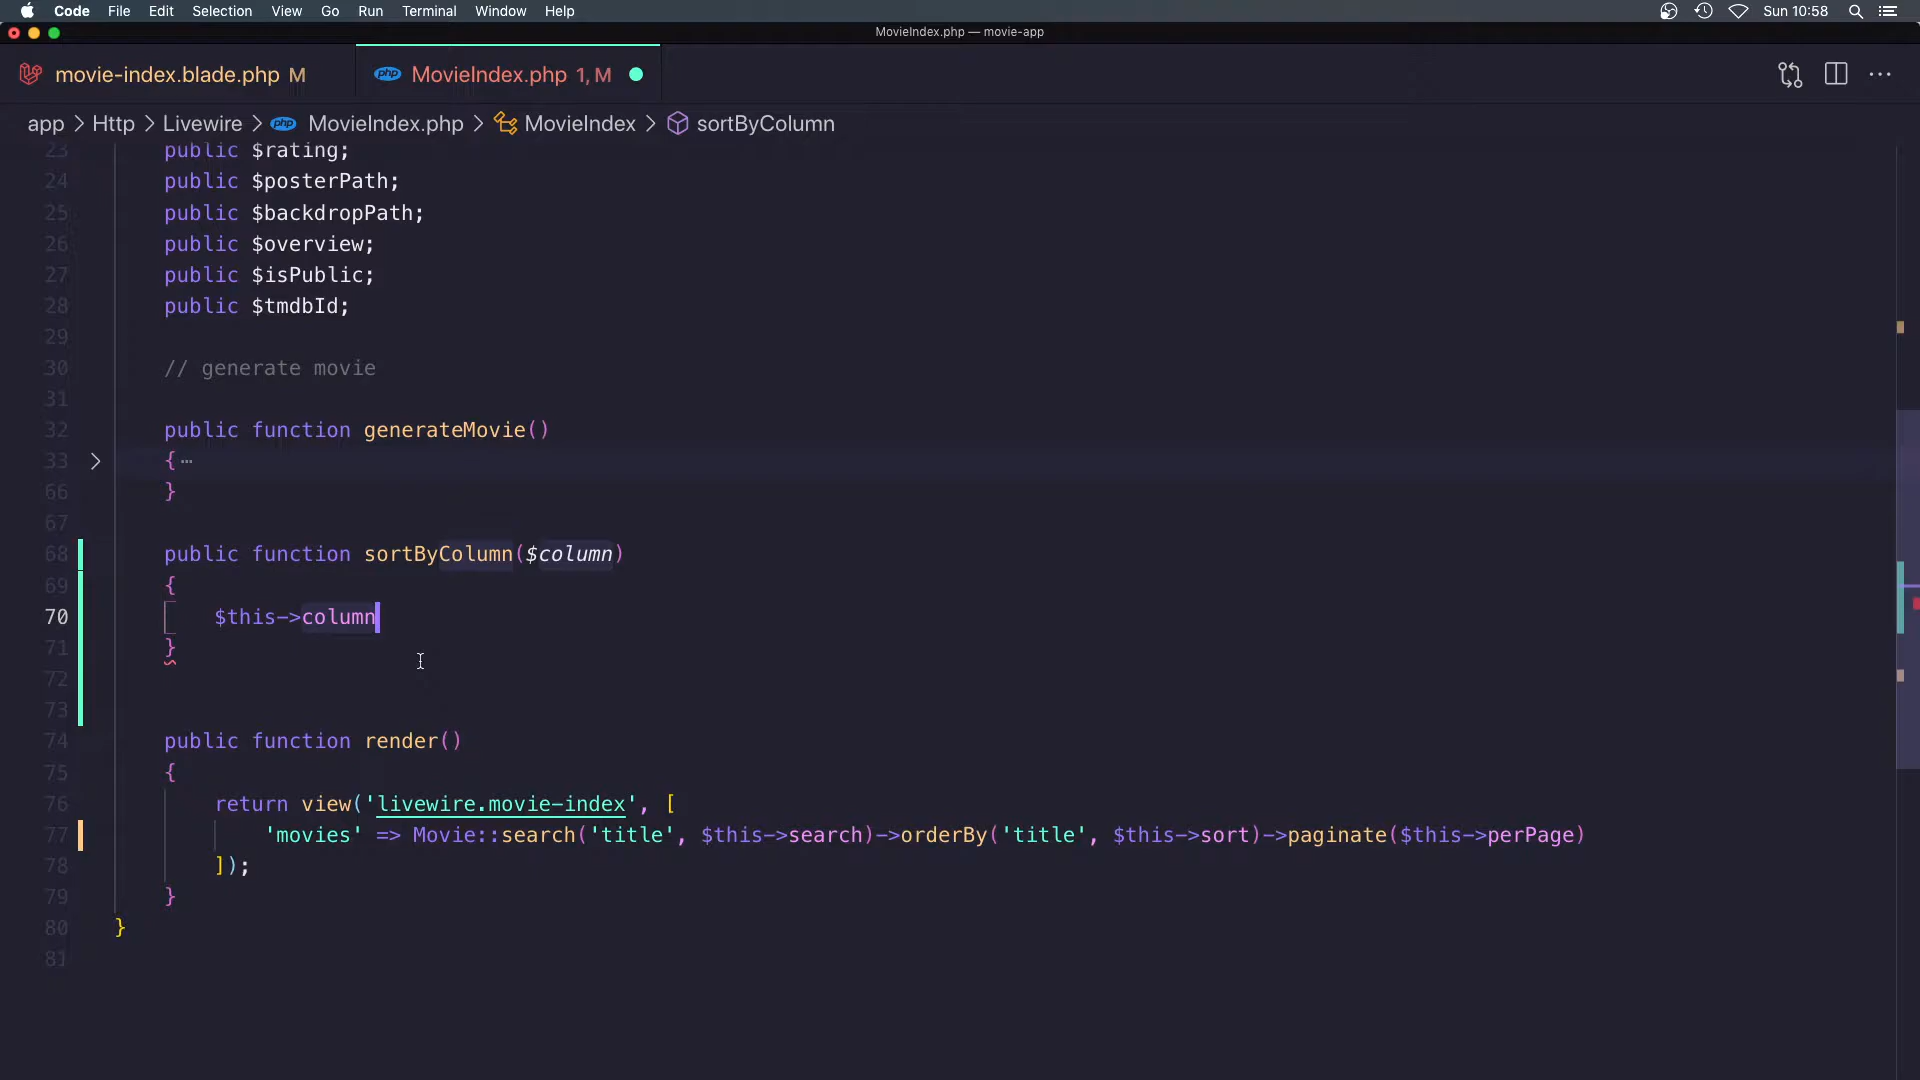 Code File Edit Selection View Go Run Terminal Window Help Sun 10:58
MovieIndex.php — movie-app
movie-index.blade.php M php MovieIndex.php 1, M
app > Http > Livewire > php MovieIndex.php > MovieIndex > sortByColumn
23 public $rating;
24 public $posterPath;
25 public $backdropPath;
26 public $overview;
27 public $isPublic;
28 public $tmdbId;
29
30 // generate movie
31
32 public function generateMovie()
33 { ⋯
66 }
67
68 public function sortByColumn($column)
69 {
70 $this->column
71 }
72
73
74 public function render()
75 {
76 return view('livewire.movie-index', [
77 'movies' => Movie::search('title', $this->search)->orderBy('title', $this->sort)->paginate($this->perPage)
78 ]);
79 }
80 }
81